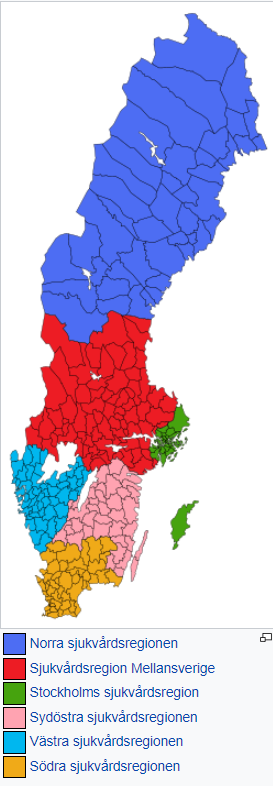 Norra sjukvårdsregionen
Sjukvårdsregion Mellansverige
Stockholms sjukvårdsregion
Sydöstra sjukvårdsregionen
Västra sjukvårdsregionen
Södra sjukvårdsregionen